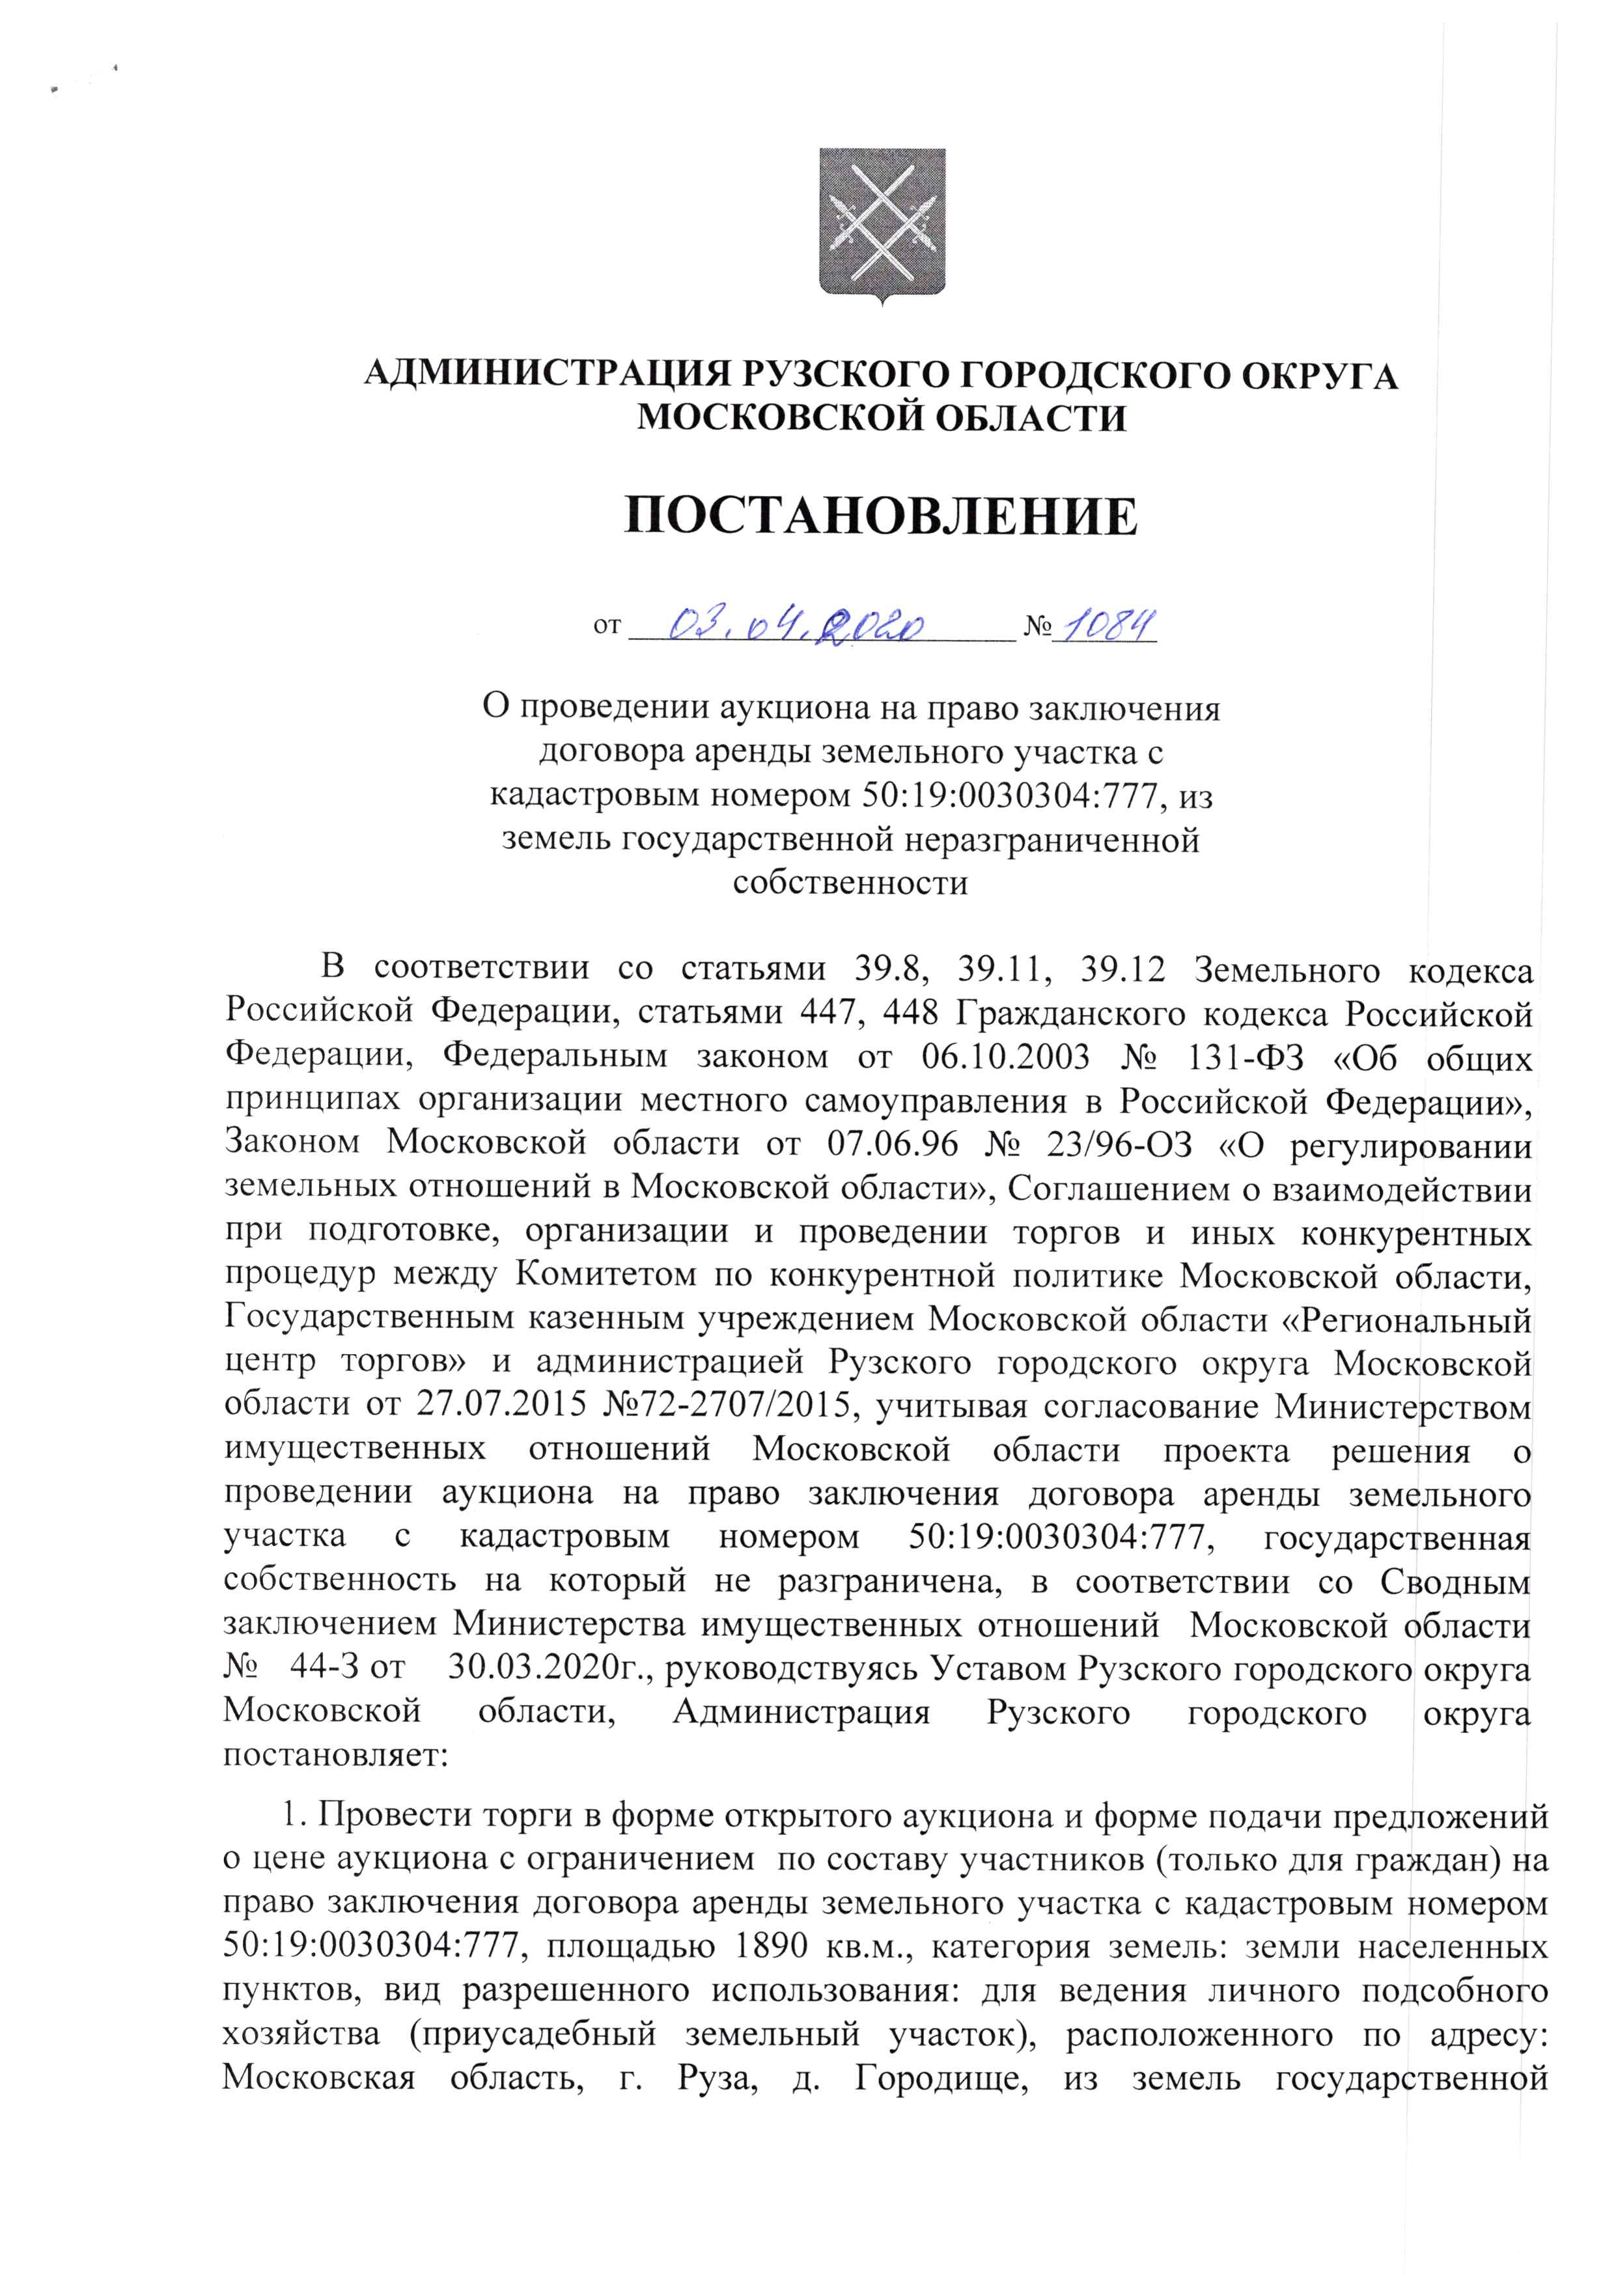 АДМИНИСТРАЦИЯ РУЗСКОГО ГОРОДСКОГО ОКРУГА
МОСКОВСКОЙ ОБЛАСТИ
ПОСТАНОВЛЕНИЕ
от 03.04.2020 № 1084
О проведении аукциона на право заключения
договора аренды земельного участка с
кадастровым номером 50:19:0030304:777, из
земель государственной неразграниченной
собственности
В соответствии со статьями 39.8, 39.11, 39.12 Земельного кодекса
Российской Федерации, статьями 447, 448 Гражданского кодекса Российской
Федерации, Федеральным законом от 06.10.2003 № 131-ФЗ «Об общих
принципах организации местного самоуправления в Российской Федерации»,
Законом Московской области от 07.06.96 № 23/96-ОЗ «О регулировании
земельных отношений в Московской области», Соглашением о взаимодействии
при подготовке, организации и проведении торгов и иных конкурентных
процедур между Комитетом по конкурентной политике Московской области,
Государственным казенным учреждением Московской области «Региональный
центр торгов» и администрацией Рузского городского округа Московской
области от 27.07.2015 №72-2707/2015, учитывая согласование Министерством
имущественных отношений Московской области проекта решения о
проведении аукциона на право заключения договора аренды земельного
участка с кадастровым номером 50:19:0030304:777, государственная
собственность на который не разграничена, в соответствии со Сводным
заключением Министерства имущественных отношений Московской области
№ 44-З от 30.03.2020г., руководствуясь Уставом Рузского городского округа
Московской области, Администрация Рузского городского округа
постановляет:
1. Провести торги в форме открытого аукциона и форме подачи предложений
о цене аукциона с ограничением по составу участников (только для граждан) на
право заключения договора аренды земельного участка с кадастровым номером
50:19:0030304:777, площадью 1890 кв.м., категория земель: земли населенных
пунктов, вид разрешенного использования: для ведения личного подсобного
хозяйства (приусадебный земельный участок), расположенного по адресу:
Московская область, г. Руза, д. Городище, из земель государственной